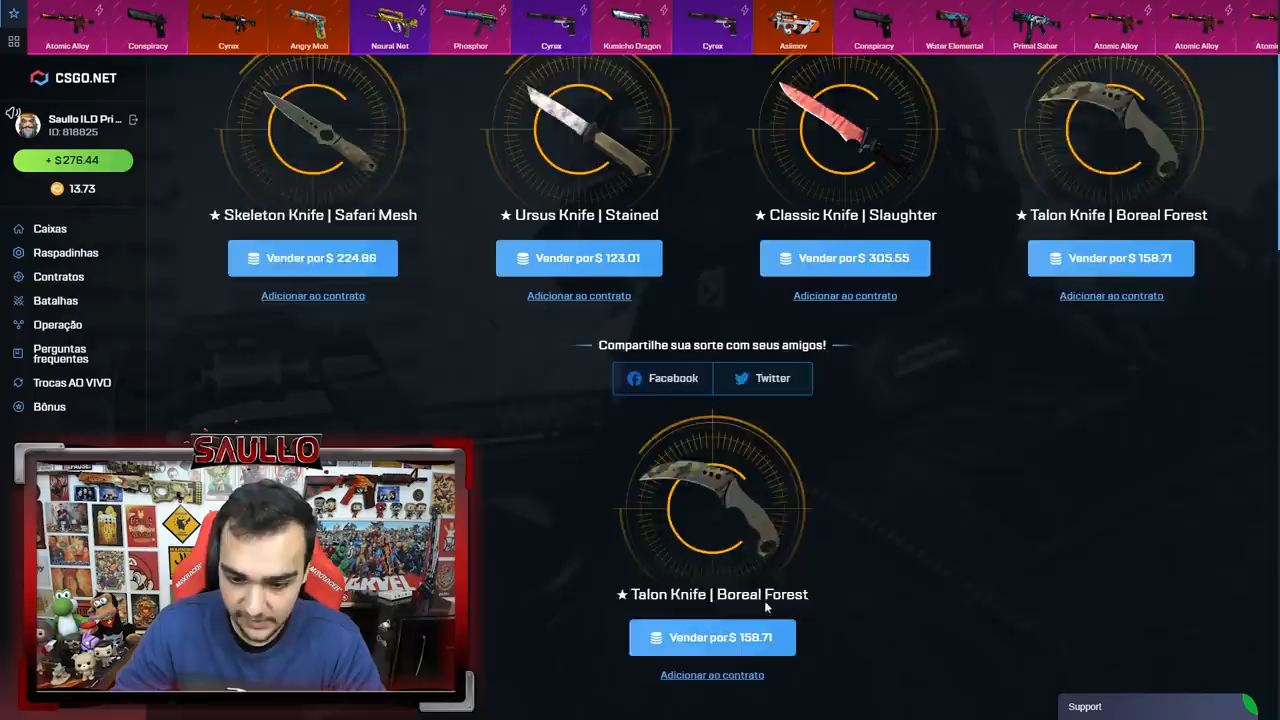 Atomic Alloy
Conspiracy
Cyrex
Angry Mob
Neural Net
Phosphor
Cyrex
Kumicho Dragon
Cyrex
Asiimov
Conspiracy
Water Elemental
Primal Saber
Atomic Alloy
Atomic Alloy
Atomi
CSGO.NET
Saullo ILD Pri ...
ID: 818825
+ $ 276.44
13.73
Caixas
Raspadinhas
Contratos
Batalhas
Operação
Perguntas
frequentes
Trocas AO VIVO
Bônus
★ Skeleton Knife | Safari Mesh
Vender por $ 224.86
Adicionar ao contrato
★ Ursus Knife | Stained
Vender por $ 123.01
Adicionar ao contrato
★ Classic Knife | Slaughter
Vender por $ 305.55
Adicionar ao contrato
★ Talon Knife | Boreal Forest
Vender por $ 158.71
Adicionar ao contrato
Compartilhe sua sorte com seus amigos!
Facebook
Twitter
★ Talon Knife | Boreal Forest
Vender por $ 158.71
Adicionar ao contrato
SAULLO
MARVEL
Support